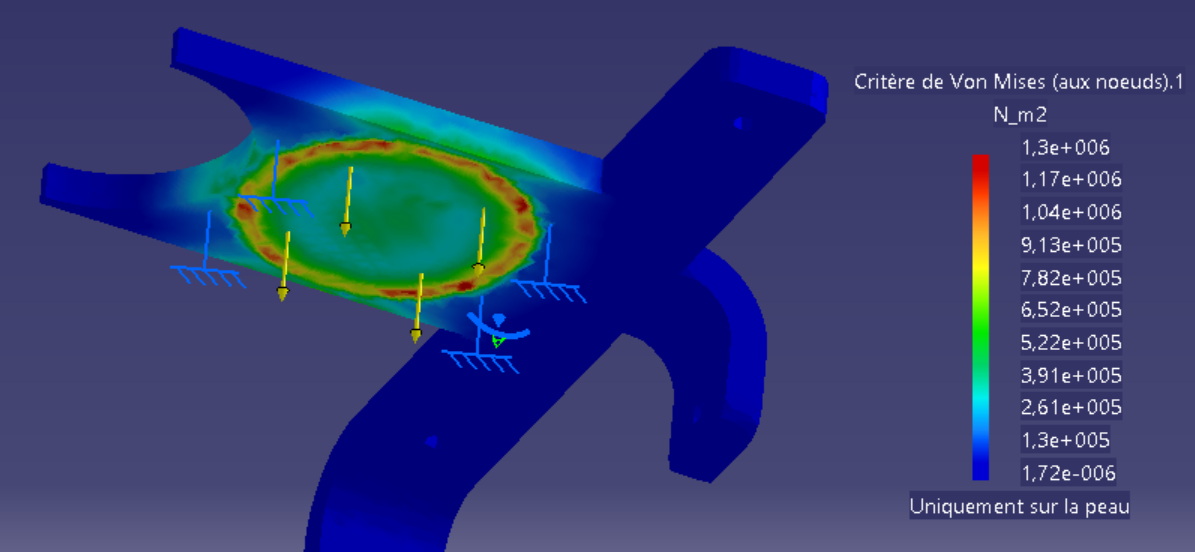 Critère de Von Mises (aux noeuds).1
N_m2
1,3e+006
1,17e+006
1,04e+006
9,13e+005
7,82e+005
6,52e+005
5,22e+005
3,91e+005
2,61e+005
1,3e+005
1,72e-006
Uniquement sur la peau